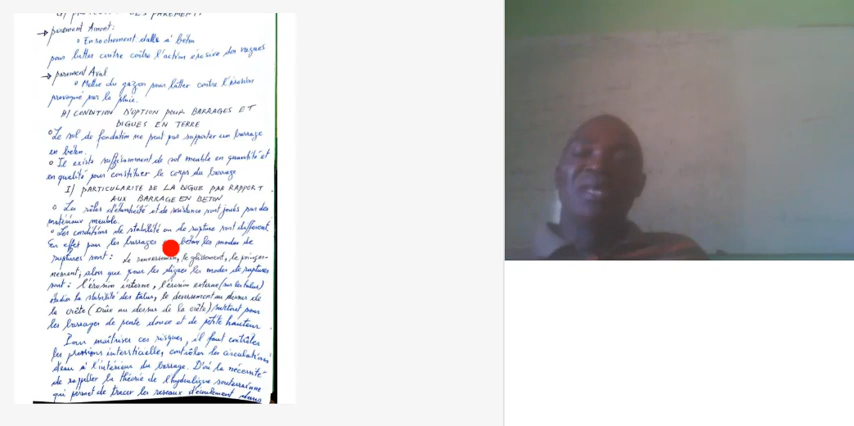 → parement Amont:
° Enrochement dalle à béton
pour lutter contre contre l'action érosive des vagues
→ parement Aval
° Mettre du gazon pour lutter contre l'érosion
provoqué par la pluie.
H) CONDITION D'OPTION POUR BARRAGES ET
DIGUES EN TERRE
° Le sol de fondation ne peut pas supporter un barrage
en béton.
° Il existe suffisamment de sol meuble en quantité et
en qualité pour constituer le corps du barrage
I) PARTICULARITE DE LA DIGUE PAR RAPPORT
AUX BARRAGE EN BETON
° Les rôles d'étanchéité et de résistance sont joués par des
matériaux meuble.
° Les conditions de stabilité ou de rupture sont different
En effet pour les barrages béton les modes de
ruptures sont: le renversement, le glissement, le poinçon-
nement, alors que pour les digues les modes de ruptures
sont: l'érosion interne, l'érosion externe (sur les talus)
étudier la stabilité des talus, le déversement au dessus de
la crête (Crûe au dessus de la crête) surtout pour
les barrages de pente douce et de petite hauteur.
Pour maîtriser ces risques, il faut contrôler
les pressions interstitielle, contrôler les circulations
d'eau à l'intérieur du barrage. D'où la nécessité
de rappeller la théorie de l'hydraulique souterraine
qui permet de tracer les reseaux d'écoulement dans